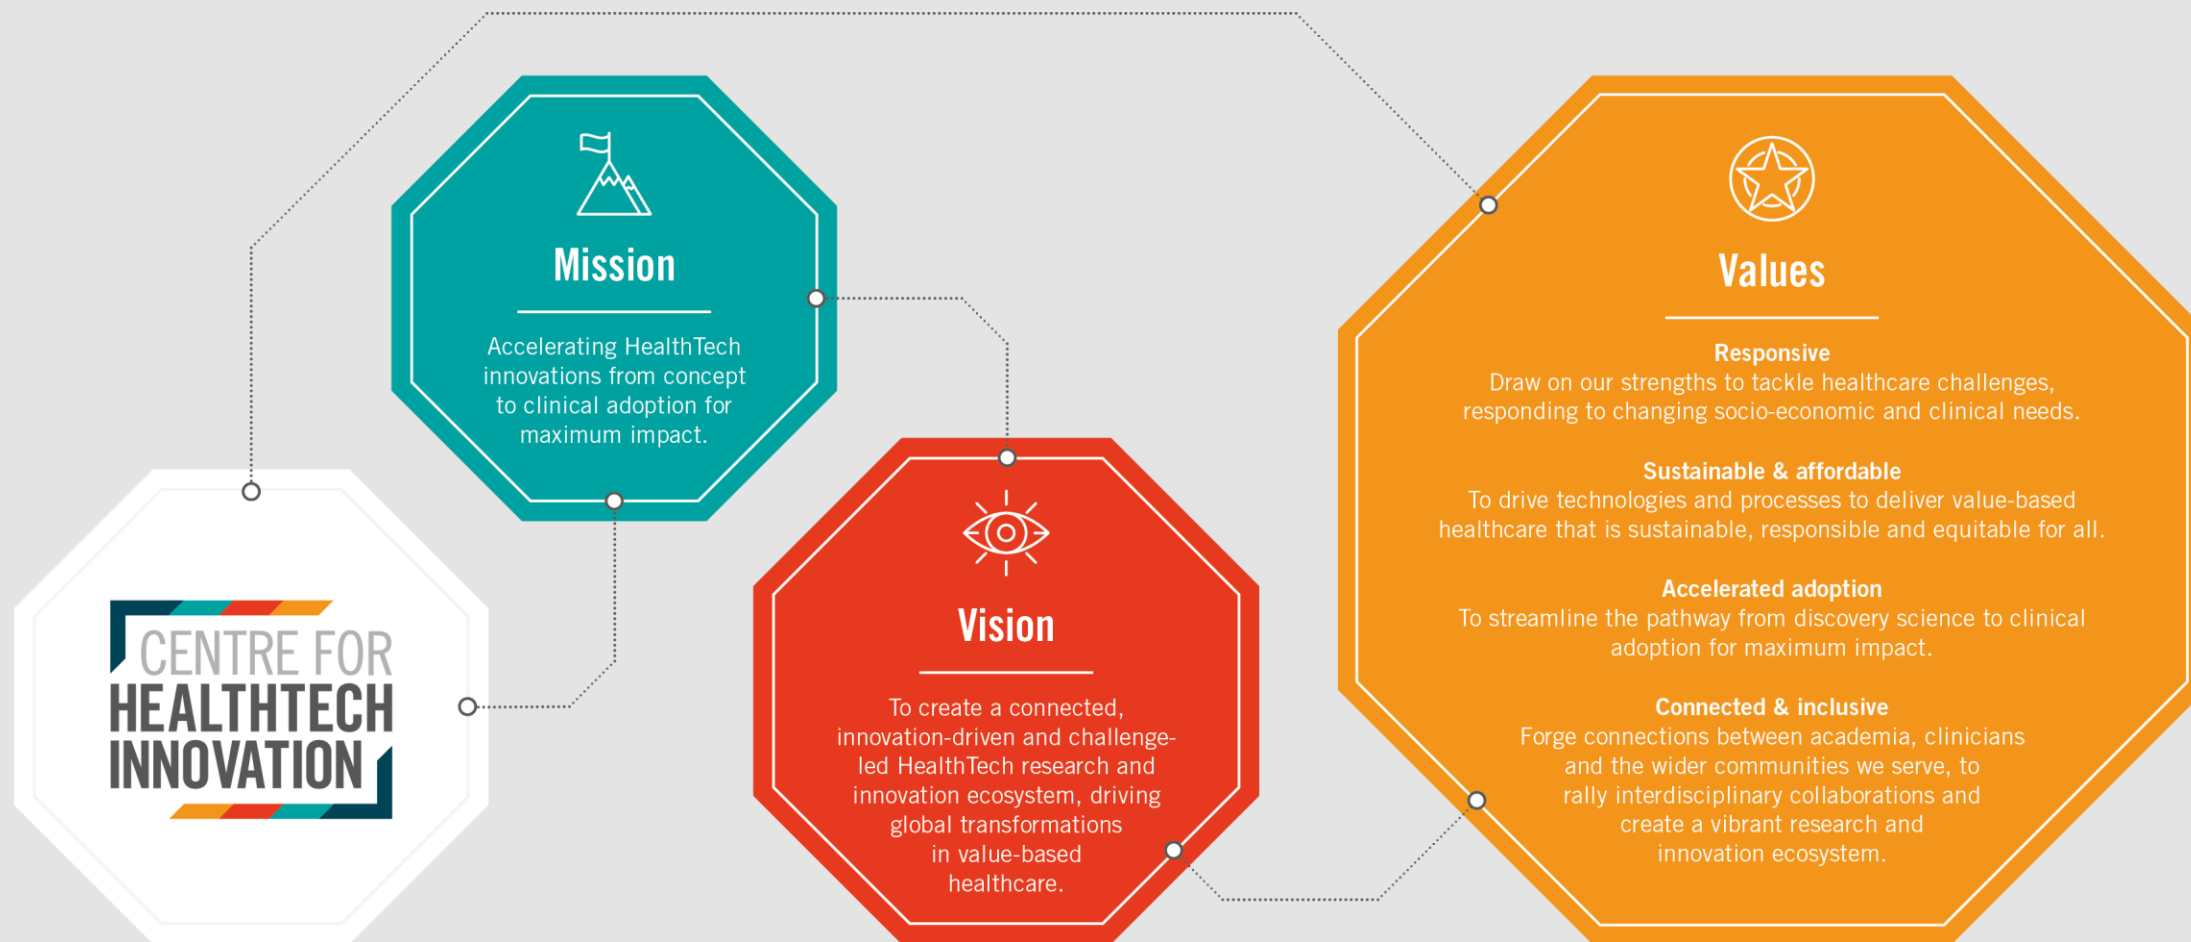 Mission
Accelerating HealthTech
innovations from concept
to clinical adoption for
maximum impact.
CENTRE FOR
HEALTHTECH
INNOVATION
Vision
To create a connected,
innovation-driven and challenge-
led HealthTech research and
innovation ecosystem, driving
global transformations
in value-based
healthcare.
Values
Responsive
Draw on our strengths to tackle healthcare challenges,
responding to changing socio-economic and clinical needs.
Sustainable & affordable
To drive technologies and processes to deliver value-based
healthcare that is sustainable, responsible and equitable for all.
Accelerated adoption
To streamline the pathway from discovery science to clinical
adoption for maximum impact.
Connected & inclusive
Forge connections between academia, clinicians
and the wider communities we serve, to
rally interdisciplinary collaborations and
create a vibrant research and
innovation ecosystem.